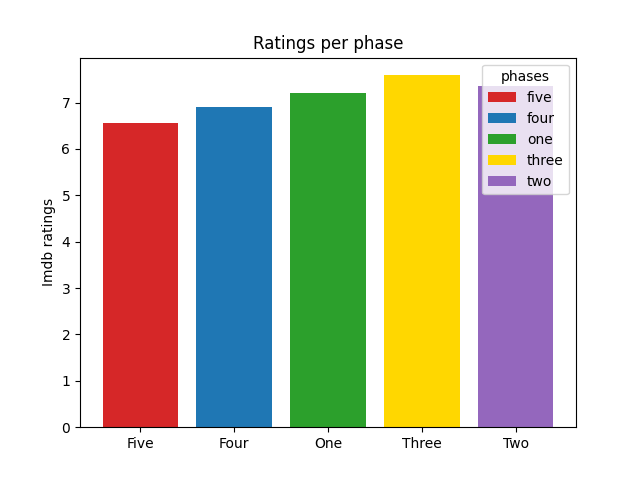 Ratings per phase
phases
five
four
one
three
two
Imdb ratings
7
6
5
4
3
2
1
0
Five Four One Three Two